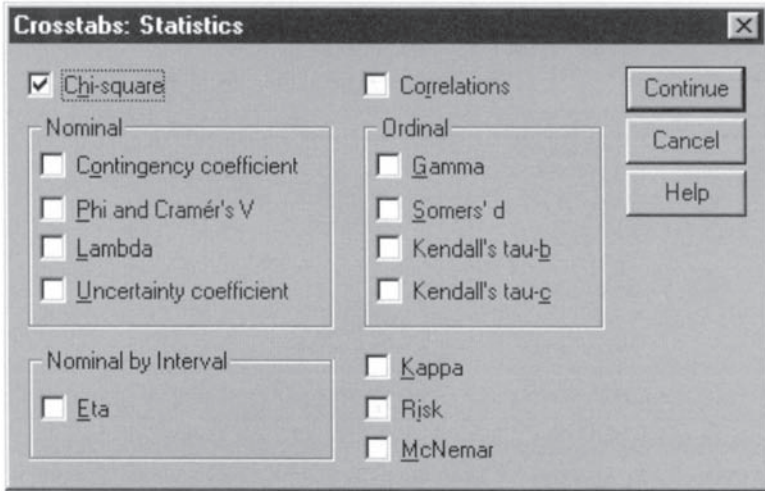 Crosstabs: Statistics
Chi-square
Correlations
Continue
Nominal
Contingency coefficient
Phi and Cramér's V
Lambda
Uncertainty coefficient
Ordinal
Gamma
Somers' d
Kendall's tau-b
Kendall's tau-c
Cancel
Help
Nominal by Interval
Eta
Kappa
Risk
McNemar